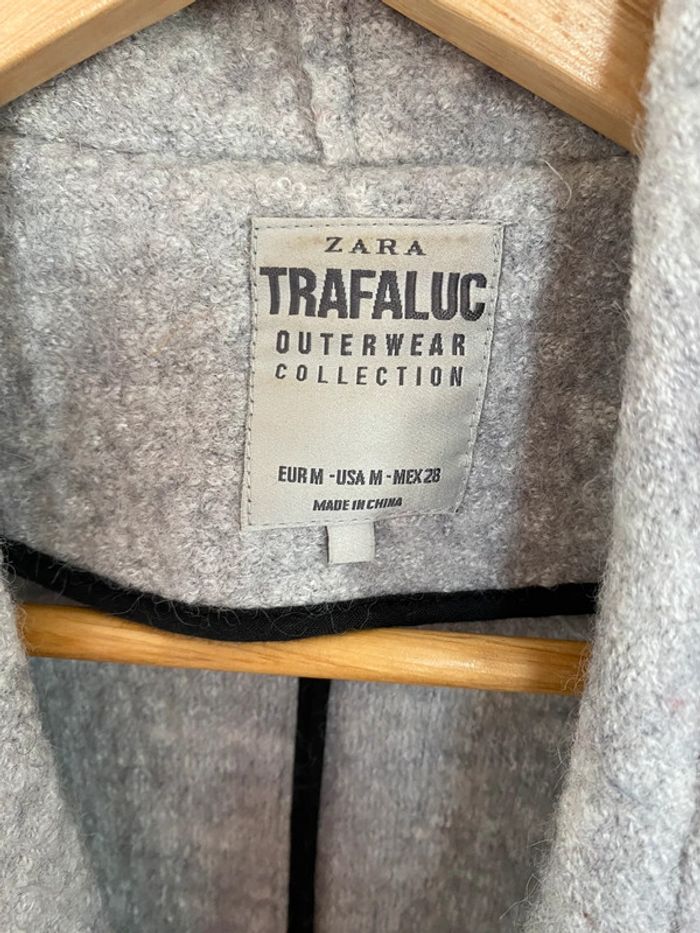 ZARA
TRAFALUC
OUTERWEAR
COLLECTION
EUR M - USA M - MEX 28
MADE IN CHINA